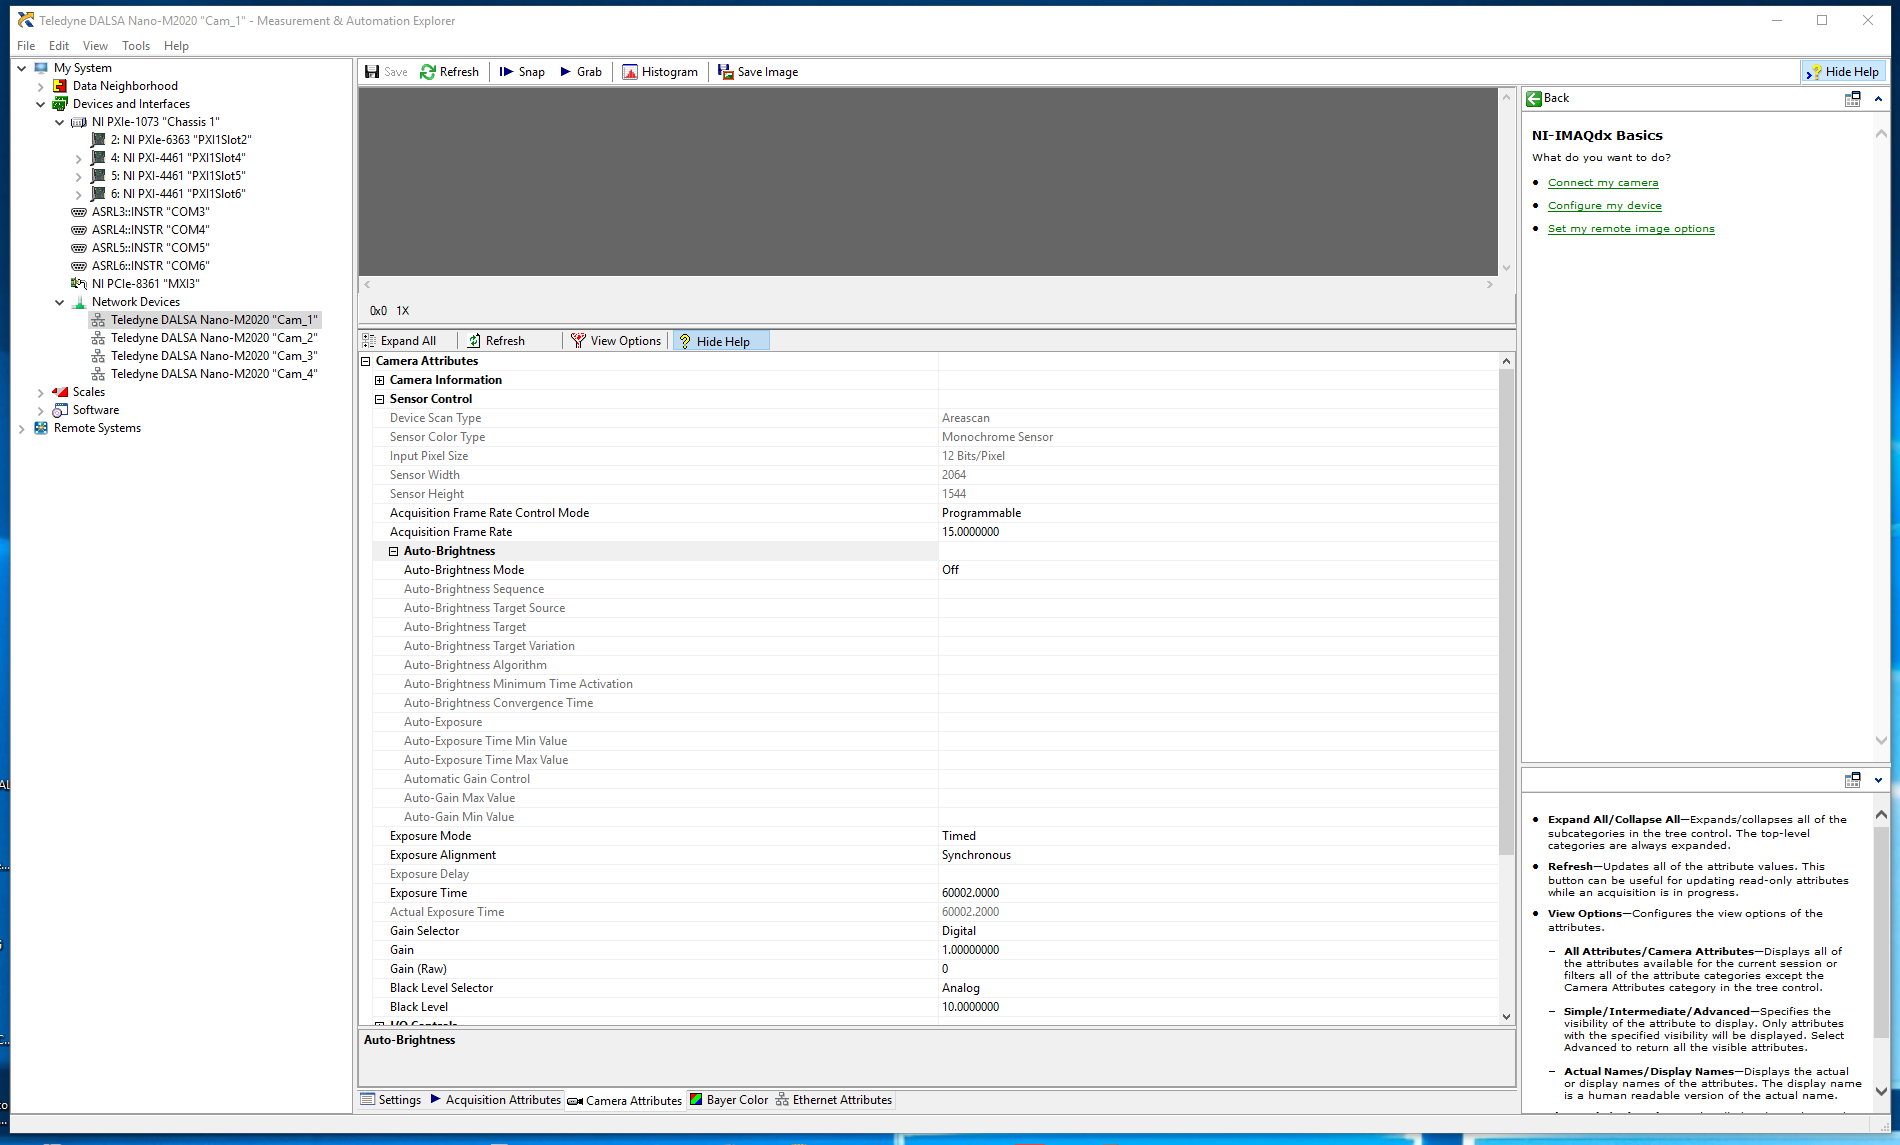 Teledyne DALSA Nano-M2020 "Cam_1" - Measurement & Automation Explorer
File Edit View Tools Help
My System
Data Neighborhood
Devices and Interfaces
NI PXIe-1073 "Chassis 1"
2: NI PXIe-6363 "PXI1Slot2"
4: NI PXI-4461 "PXI1Slot4"
5: NI PXI-4461 "PXI1Slot5"
6: NI PXI-4461 "PXI1Slot6"
ASRL3::INSTR "COM3"
ASRL4::INSTR "COM4"
ASRL5::INSTR "COM5"
ASRL6::INSTR "COM6"
NI PCIe-8361 "MXI3"
Network Devices
Teledyne DALSA Nano-M2020 "Cam_1"
Teledyne DALSA Nano-M2020 "Cam_2"
Teledyne DALSA Nano-M2020 "Cam_3"
Teledyne DALSA Nano-M2020 "Cam_4"
Scales
Software
Remote Systems
Save Refresh Snap Grab Histogram Save Image Hide Help
0x0 1X
Expand All Refresh View Options Hide Help
Camera Attributes
Camera Information
Sensor Control
Device Scan Type Areascan
Sensor Color Type Monochrome Sensor
Input Pixel Size 12 Bits/Pixel
Sensor Width 2064
Sensor Height 1544
Acquisition Frame Rate Control Mode Programmable
Acquisition Frame Rate 15.0000000
Auto-Brightness
Auto-Brightness Mode Off
Auto-Brightness Sequence
Auto-Brightness Target Source
Auto-Brightness Target
Auto-Brightness Target Variation
Auto-Brightness Algorithm
Auto-Brightness Minimum Time Activation
Auto-Brightness Convergence Time
Auto-Exposure
Auto-Exposure Time Min Value
Auto-Exposure Time Max Value
Automatic Gain Control
Auto-Gain Max Value
Auto-Gain Min Value
Exposure Mode Timed
Exposure Alignment Synchronous
Exposure Delay
Exposure Time 60002.0000
Actual Exposure Time 60002.2000
Gain Selector Digital
Gain 1.00000000
Gain (Raw) 0
Black Level Selector Analog
Black Level 10.0000000
I/O Controls
Auto-Brightness
Settings Acquisition Attributes Camera Attributes Bayer Color Ethernet Attributes
Back
NI-IMAQdx Basics
What do you want to do?
Connect my camera
Configure my device
Set my remote image options
Expand All/Collapse All—Expands/collapses all of the
subcategories in the tree control. The top-level
categories are always expanded.
Refresh—Updates all of the attribute values. This
button can be useful for updating read-only attributes
while an acquisition is in progress.
View Options—Configures the view options of the
attributes.
– All Attributes/Camera Attributes—Displays all of
the attributes available for the current session or
filters all of the attribute categories except the
Camera Attributes category in the tree control.
– Simple/Intermediate/Advanced—Specifies the
visibility of the attribute to display. Only attributes
with the specified visibility will be displayed. Select
Advanced to return all the visible attributes.
– Actual Names/Display Names—Displays the actual
or display names of the attributes. The display name
is a human readable version of the actual name.